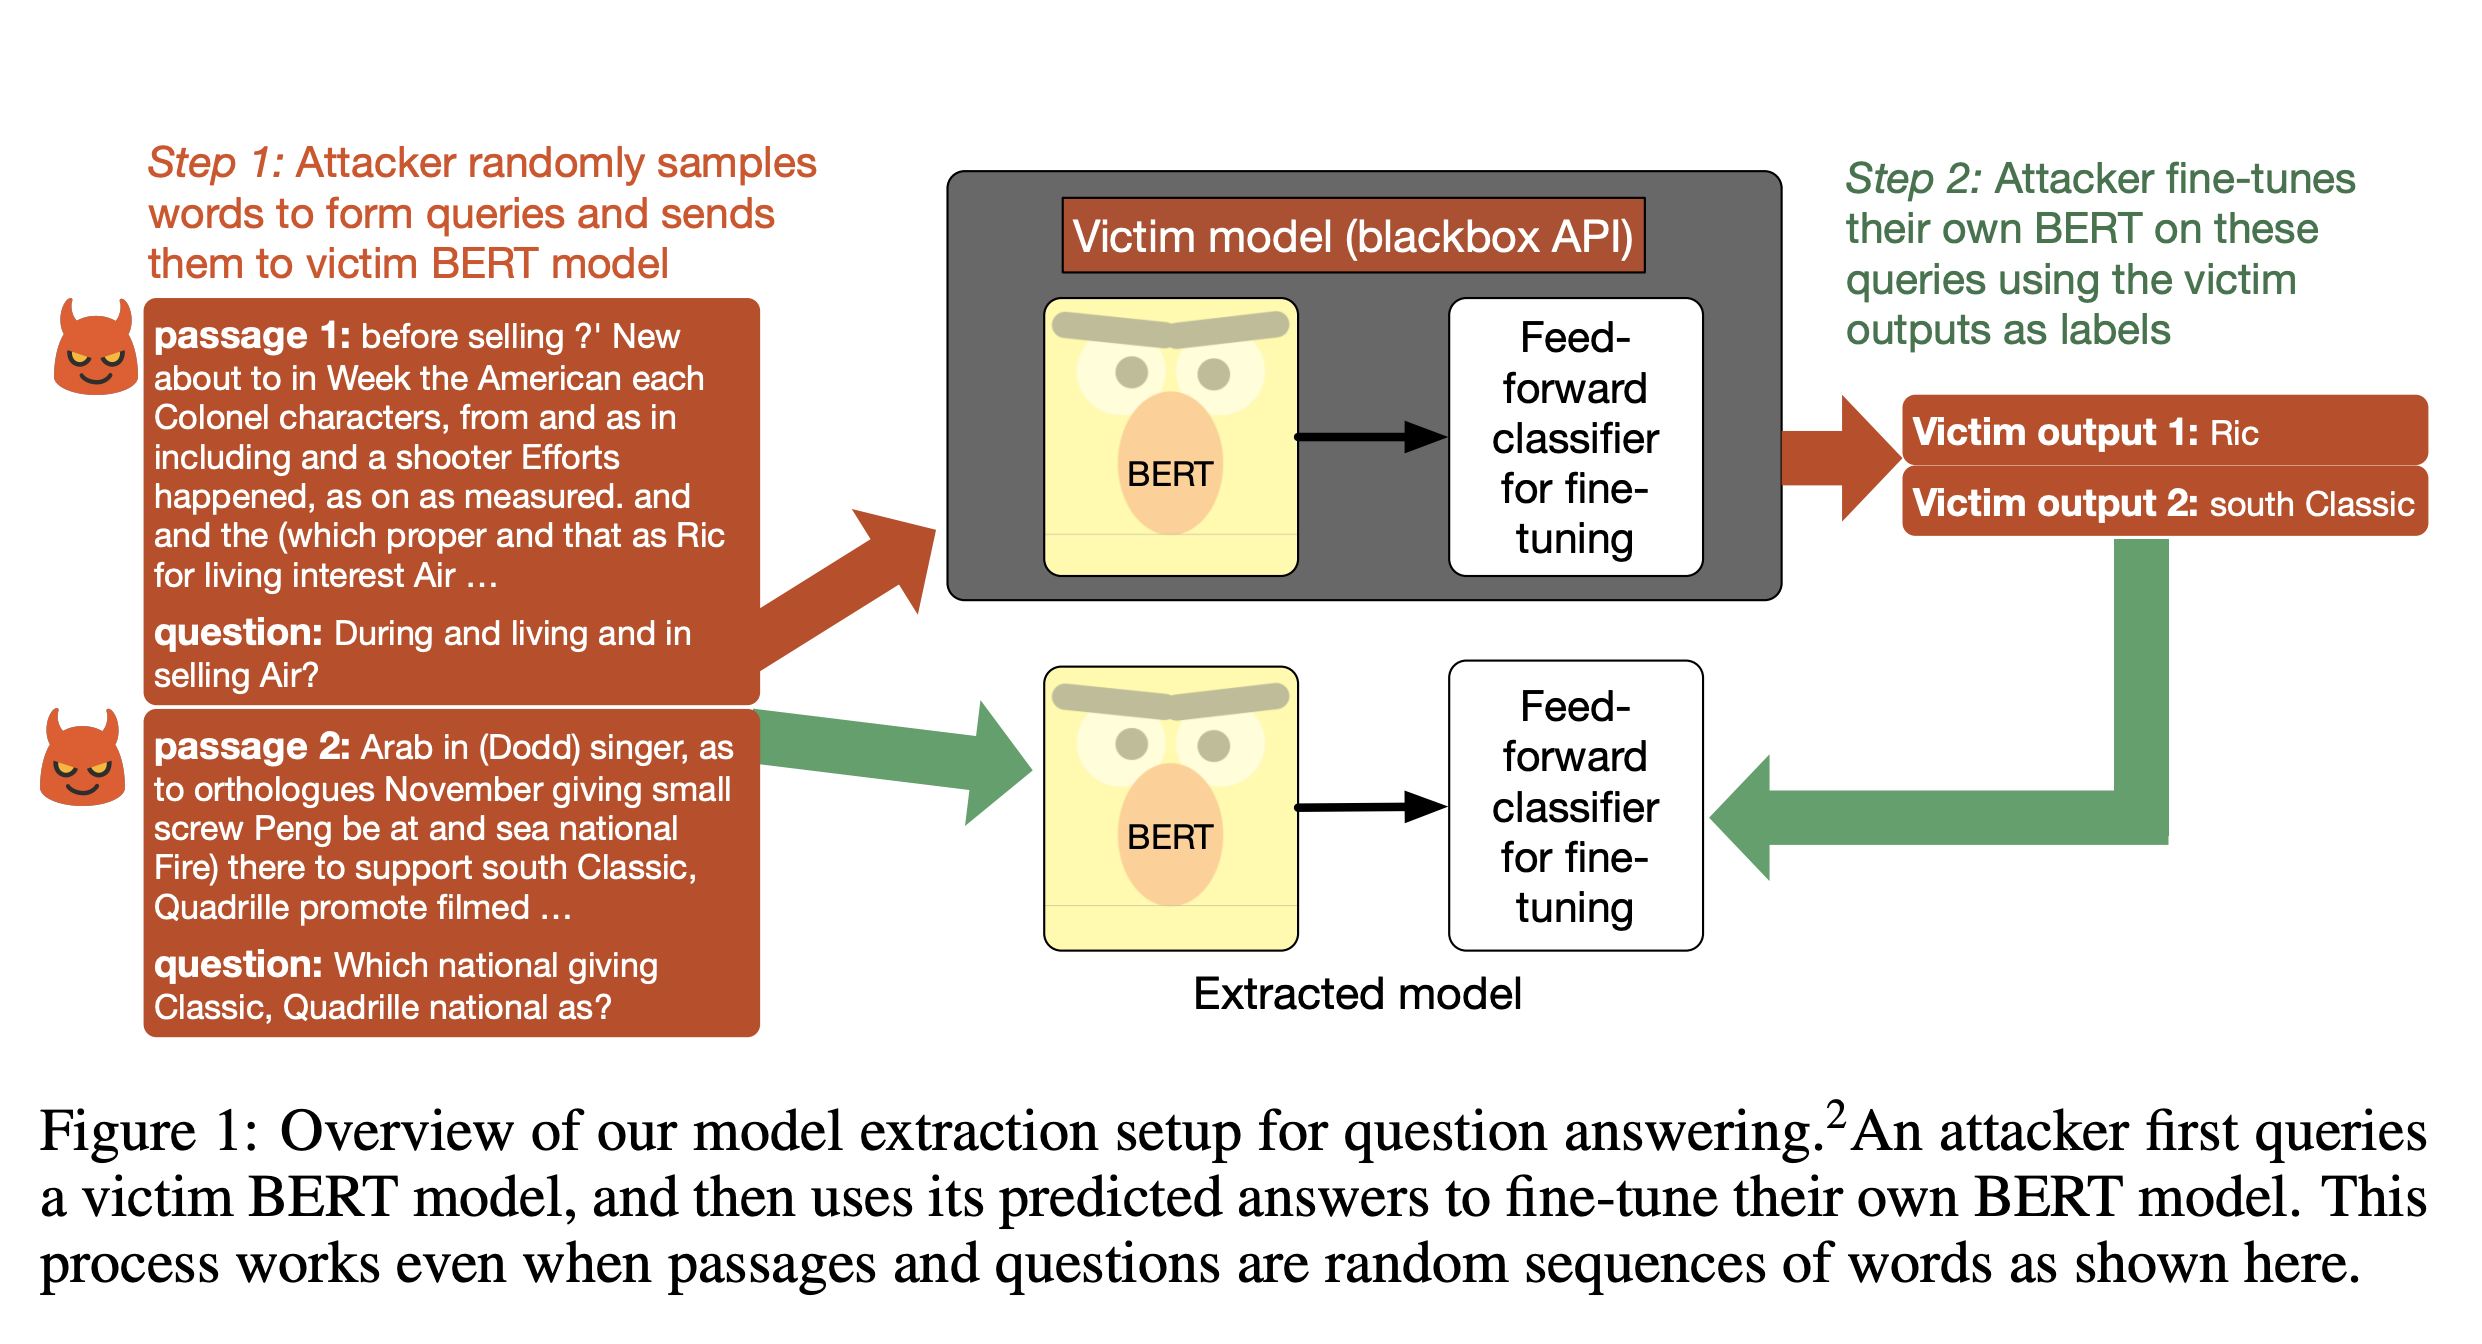 Step 1: Attacker randomly samples
words to form queries and sends
them to victim BERT model
passage 1: before selling ?' New
about to in Week the American each
Colonel characters, from and as in
including and a shooter Efforts
happened, as on as measured. and
and the (which proper and that as Ric
for living interest Air …
question: During and living and in
selling Air?
passage 2: Arab in (Dodd) singer, as
to orthologues November giving small
screw Peng be at and sea national
Fire) there to support south Classic,
Quadrille promote filmed …
question: Which national giving
Classic, Quadrille national as?
Victim model (blackbox API)
BERT
Feed-
forward
classifier
for fine-
tuning
BERT
Feed-
forward
classifier
for fine-
tuning
Extracted model
Step 2: Attacker fine-tunes
their own BERT on these
queries using the victim
outputs as labels
Victim output 1: Ric
Victim output 2: south Classic
Figure 1: Overview of our model extraction setup for question answering.²An attacker first queries
a victim BERT model, and then uses its predicted answers to fine-tune their own BERT model. This
process works even when passages and questions are random sequences of words as shown here.